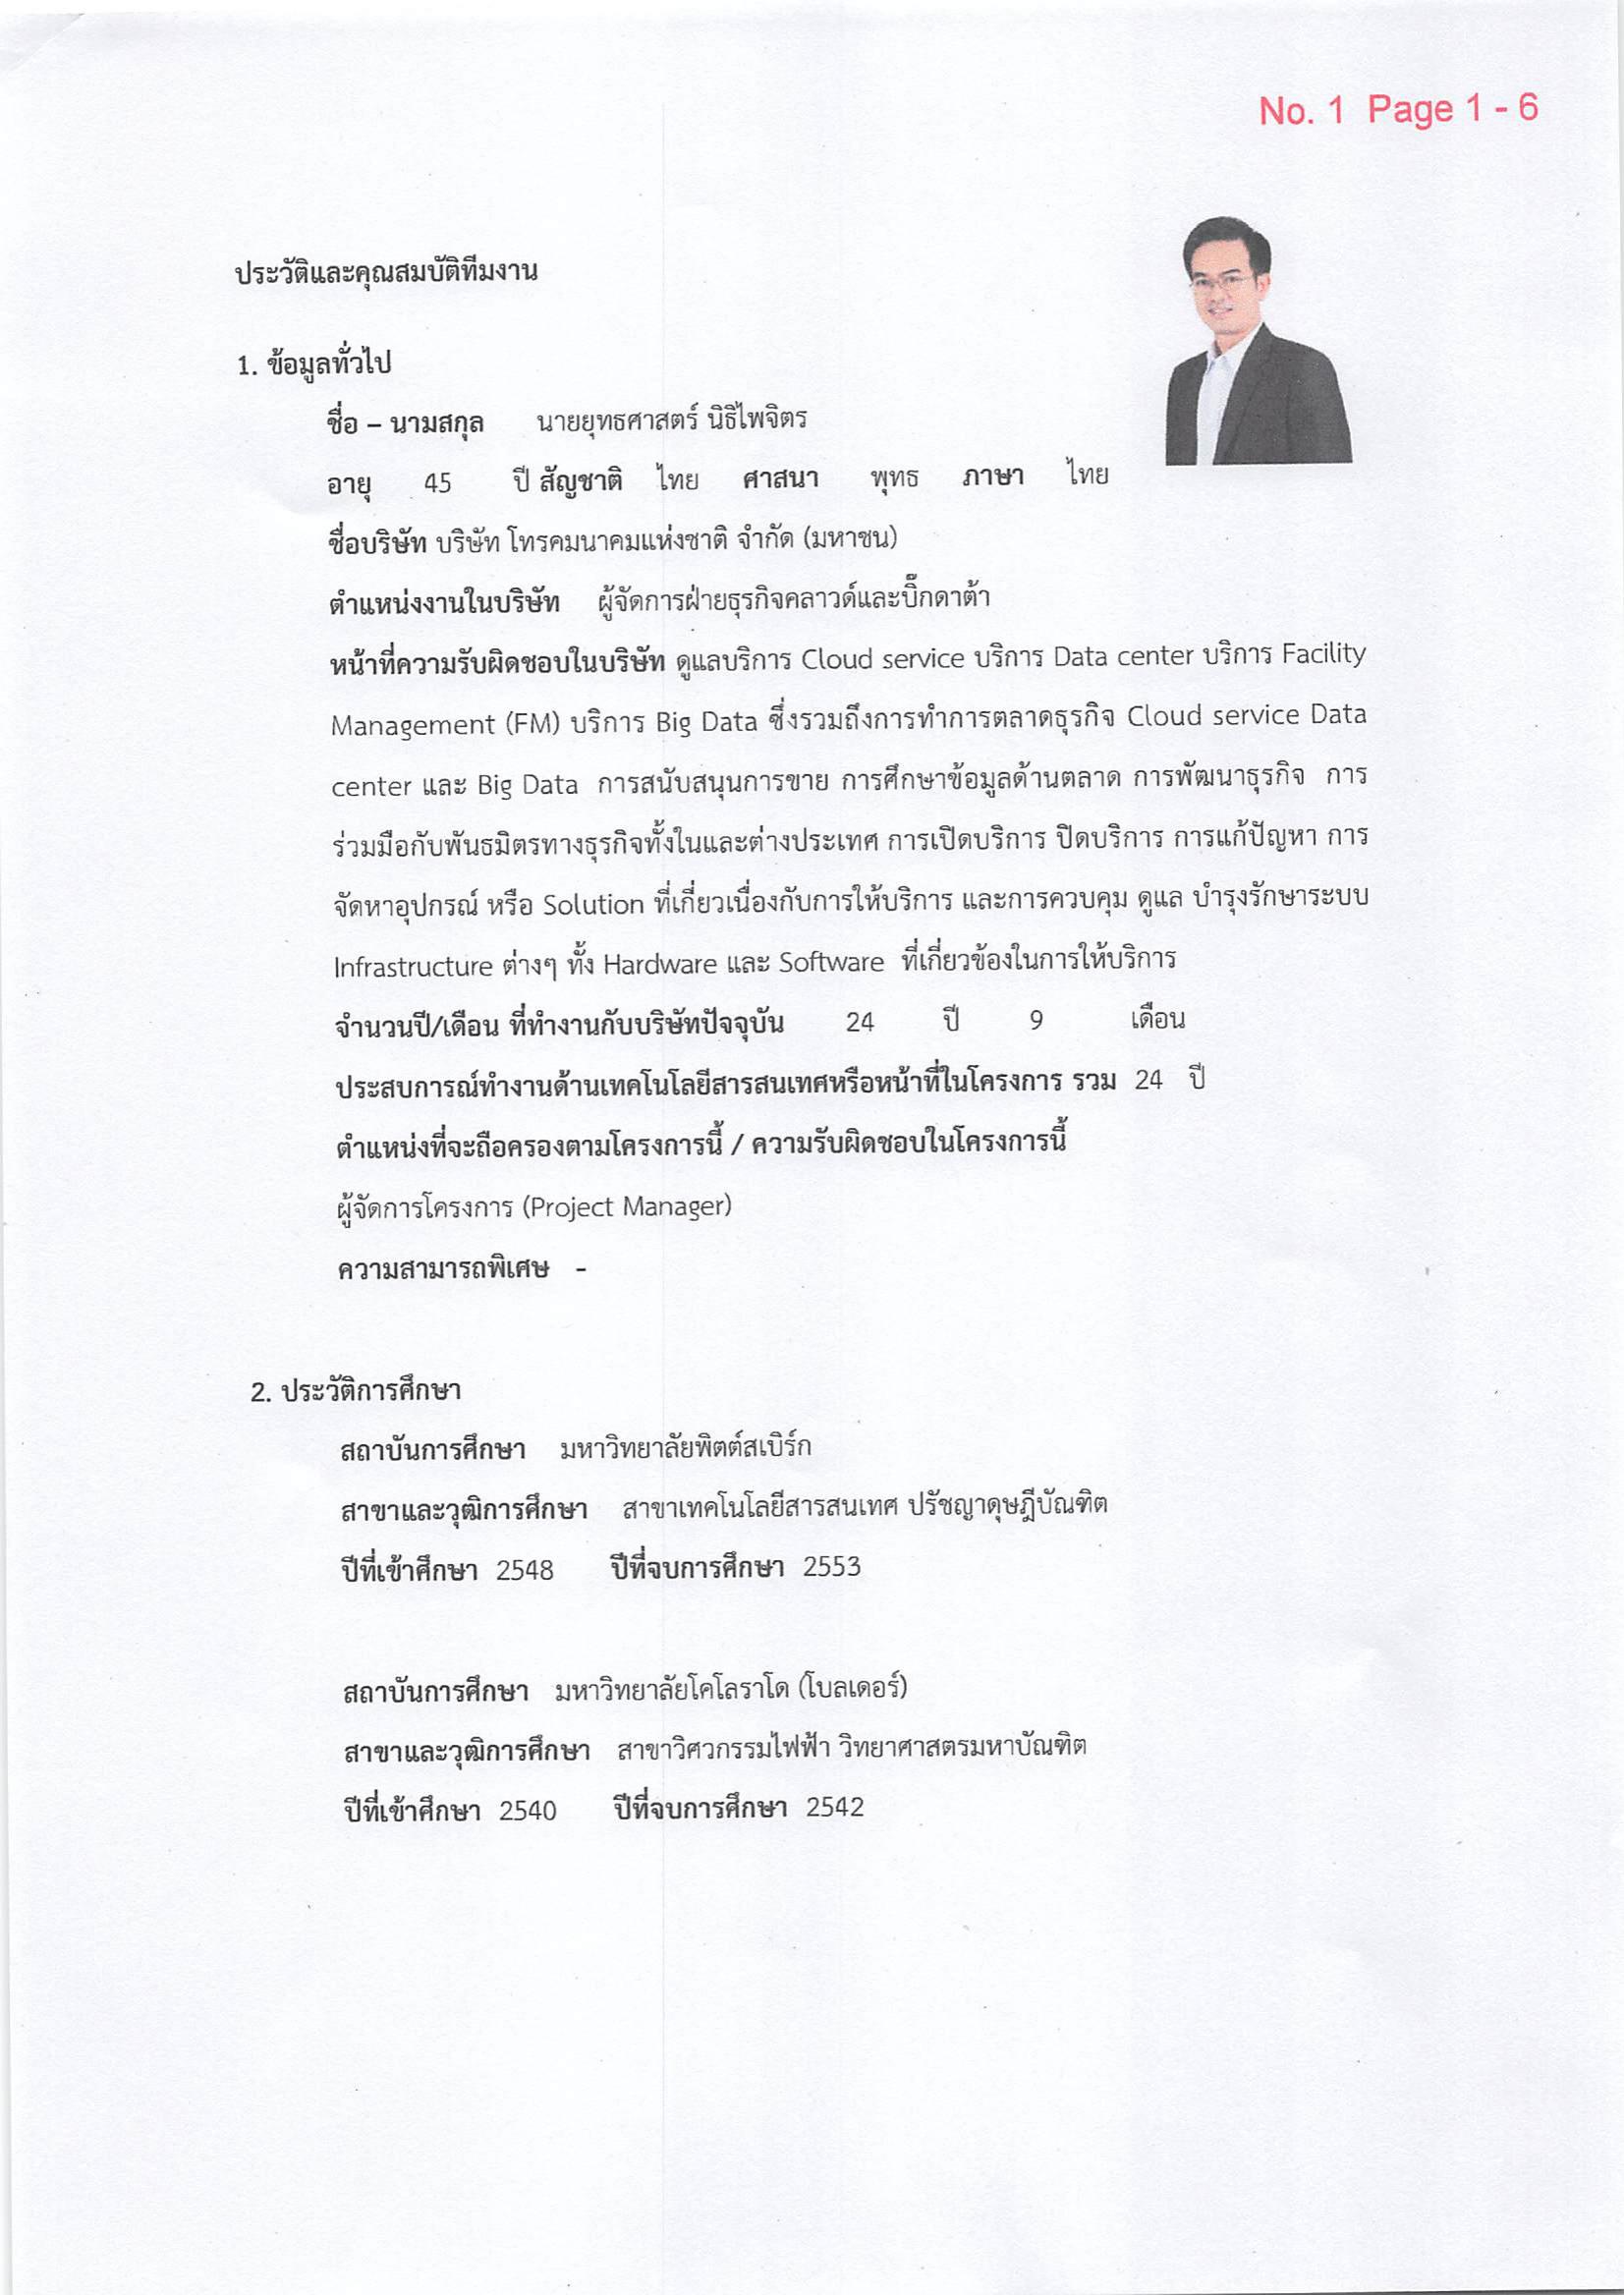 No. 1 Page 1 - 6
ประวัติและคุณสมบัติทีมงาน
1. ข้อมูลทั่วไป
ชื่อ – นามสกุล นายยุทธศาสตร์ นิธิไพจิตร
อายุ 45 ปี สัญชาติ ไทย ศาสนา พุทธ ภาษา ไทย
ชื่อบริษัท บริษัท โทรคมนาคมแห่งชาติ จำกัด (มหาชน)
ตำแหน่งงานในบริษัท ผู้จัดการฝ่ายธุรกิจคลาวด์และบิ๊กดาต้า
หน้าที่ความรับผิดชอบในบริษัท ดูแลบริการ Cloud service บริการ Data center บริการ Facility
Management (FM) บริการ Big Data ซึ่งรวมถึงการทำการตลาดธุรกิจ Cloud service Data
center และ Big Data การสนับสนุนการขาย การศึกษาข้อมูลด้านตลาด การพัฒนาธุรกิจ การ
ร่วมมือกับพันธมิตรทางธุรกิจทั้งในและต่างประเทศ การเปิดบริการ ปิดบริการ การแก้ปัญหา การ
จัดหาอุปกรณ์ หรือ Solution ที่เกี่ยวเนื่องกับการให้บริการ และการควบคุม ดูแล บำรุงรักษาระบบ
Infrastructure ต่างๆ ทั้ง Hardware และ Software ที่เกี่ยวข้องในการให้บริการ
จำนวนปี/เดือน ที่ทำงานกับบริษัทปัจจุบัน 24 ปี 9 เดือน
ประสบการณ์ทำงานด้านเทคโนโลยีสารสนเทศหรือหน้าที่ในโครงการ รวม 24 ปี
ตำแหน่งที่จะถือครองตามโครงการนี้ / ความรับผิดชอบในโครงการนี้
ผู้จัดการโครงการ (Project Manager)
ความสามารถพิเศษ -
2. ประวัติการศึกษา
สถาบันการศึกษา มหาวิทยาลัยพิตต์สเบิร์ก
สาขาและวุฒิการศึกษา สาขาเทคโนโลยีสารสนเทศ ปรัชญาดุษฎีบัณฑิต
ปีที่เข้าศึกษา 2548 ปีที่จบการศึกษา 2553
สถาบันการศึกษา มหาวิทยาลัยโคโลราโด (โบลเดอร์)
สาขาและวุฒิการศึกษา สาขาวิศวกรรมไฟฟ้า วิทยาศาสตรมหาบัณฑิต
ปีที่เข้าศึกษา 2540 ปีที่จบการศึกษา 2542